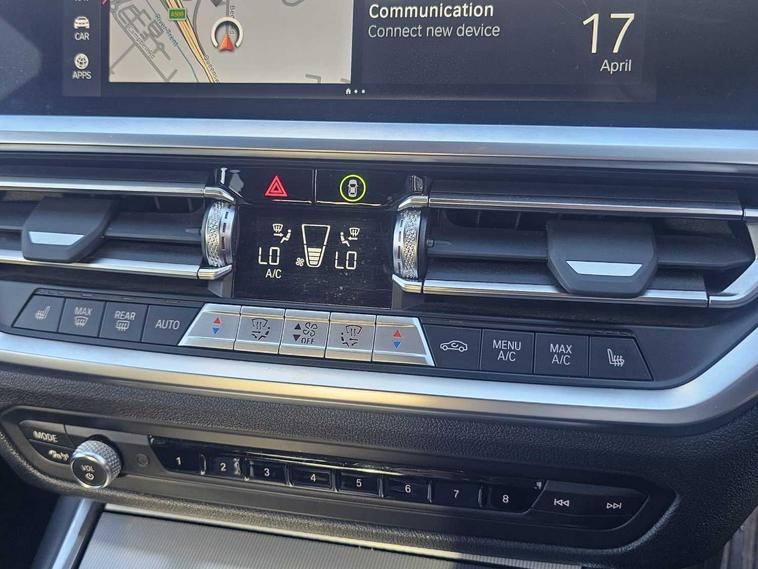 Communication
Connect new device
17
April
CAR
APPS
LO LO
A/C
MAX
REAR
AUTO
OFF
MENU
A/C
MAX
A/C
MODE
VOL
1 2 3 4 5 6 7 8